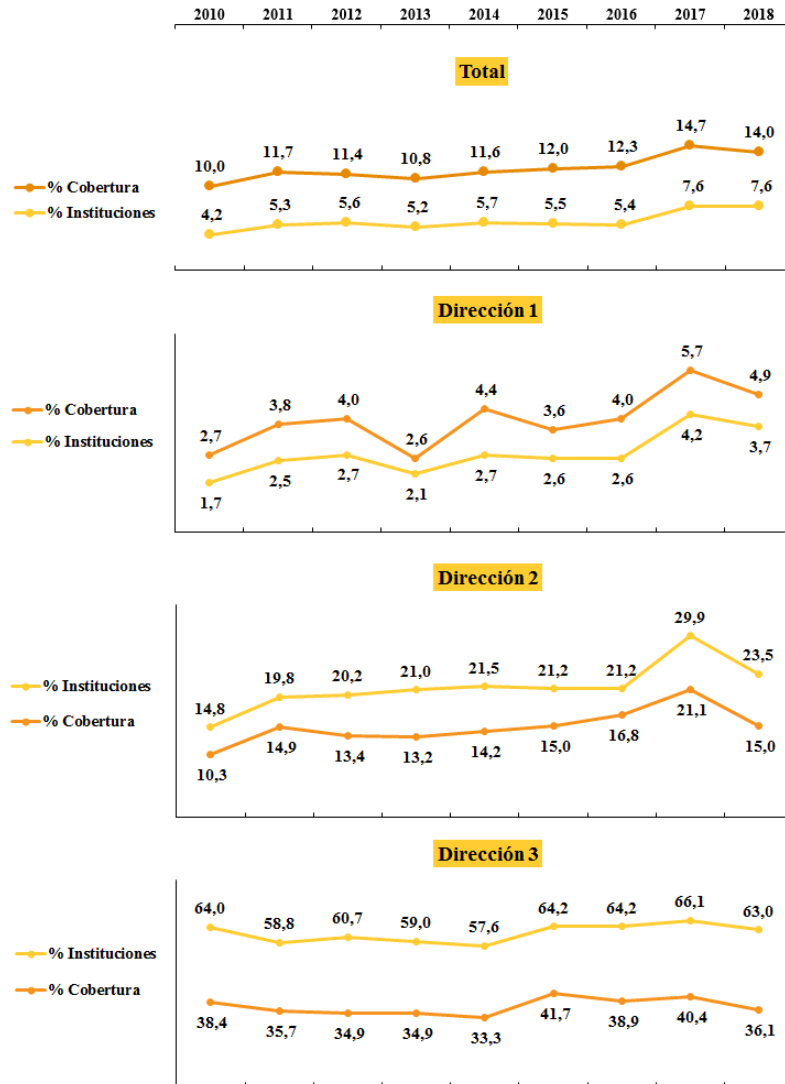 2010 2011 2012 2013 2014 2015 2016 2017 2018
Total
10,0 11,7 11,4 10,8 11,6 12,0 12,3 14,7 14,0
% Cobertura
% Instituciones
4,2 5,3 5,6 5,2 5,7 5,5 5,4 7,6 7,6
Dirección 1
2,7 3,8 4,0 2,6 4,4 3,6 4,0 5,7 4,9
% Cobertura
% Instituciones
1,7 2,5 2,7 2,1 2,7 2,6 2,6 4,2 3,7
Dirección 2
14,8 19,8 20,2 21,0 21,5 21,2 21,2 29,9 23,5
% Instituciones
% Cobertura
10,3 14,9 13,4 13,2 14,2 15,0 16,8 21,1 15,0
Dirección 3
64,0 58,8 60,7 59,0 57,6 64,2 64,2 66,1 63,0
% Instituciones
% Cobertura
38,4 35,7 34,9 34,9 33,3 41,7 38,9 40,4 36,1